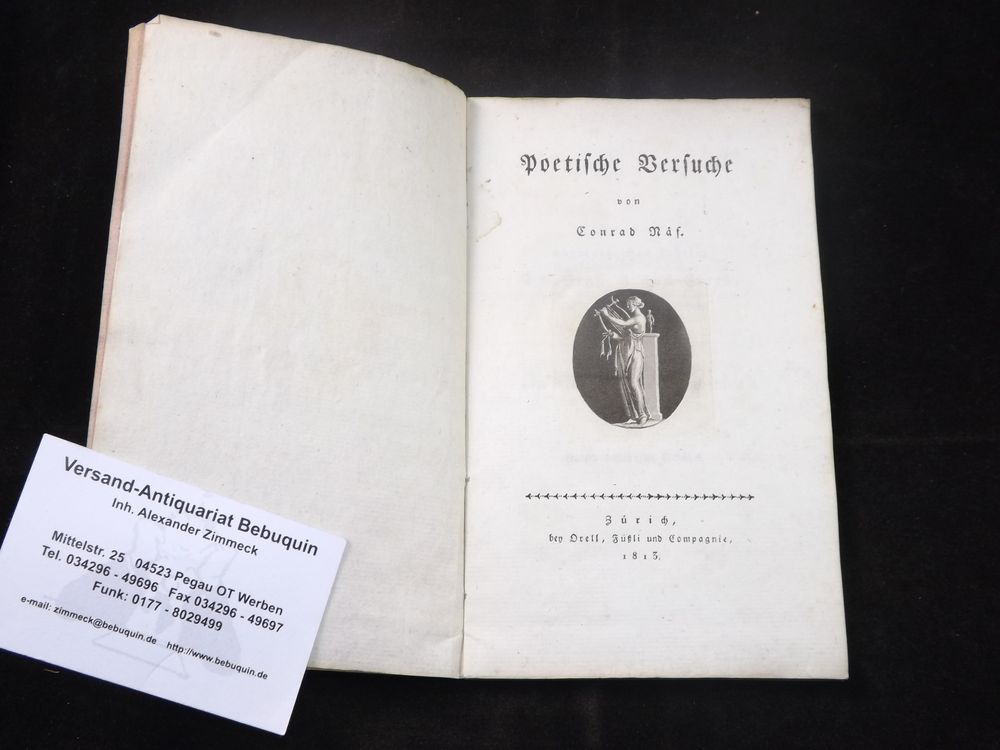 Poetische Versuche
von
Conrad Näf.
Zürich,
bey Orell, Füßli und Compagnie,
1813.
Versand-Antiquariat Bebuquin
Inh. Alexander Zimmeck
Mittelstr. 25 04523 Pegau OT Werben
Tel. 034296 - 49696 Fax 034296 - 49697
Funk: 0177 - 8029499
e-mail: zimmeck@bebuquin.de http://www.bebuquin.de